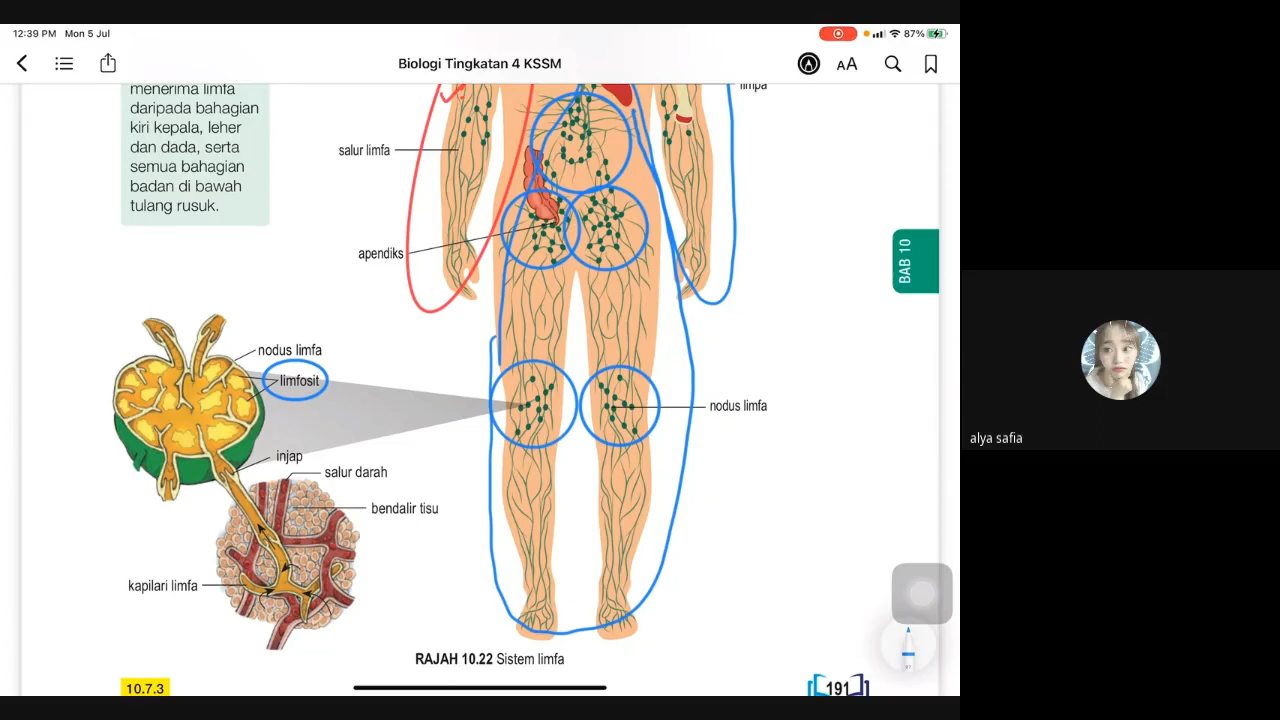 12:39 PM Mon 5 Jul
87%
Biologi Tingkatan 4 KSSM
AA
menerima limfa
daripada bahagian
kiri kepala, leher
dan dada, serta
semua bahagian
badan di bawah
tulang rusuk.
limpa
salur limfa
apendiks
BAB 10
nodus limfa
limfosit
nodus limfa
injap
salur darah
bendalir tisu
kapilari limfa
RAJAH 10.22 Sistem limfa
10.7.3
191
alya safia